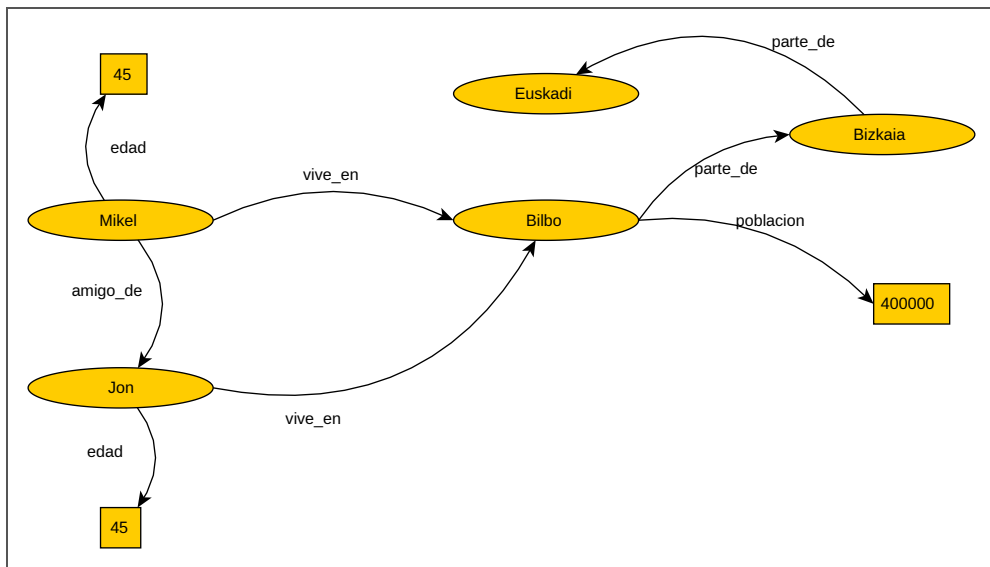 parte_de
45
Euskadi
Bizkaia
edad
parte_de
vive_en
Mikel
Bilbo
poblacion
amigo_de
400000
Jon
vive_en
edad
45